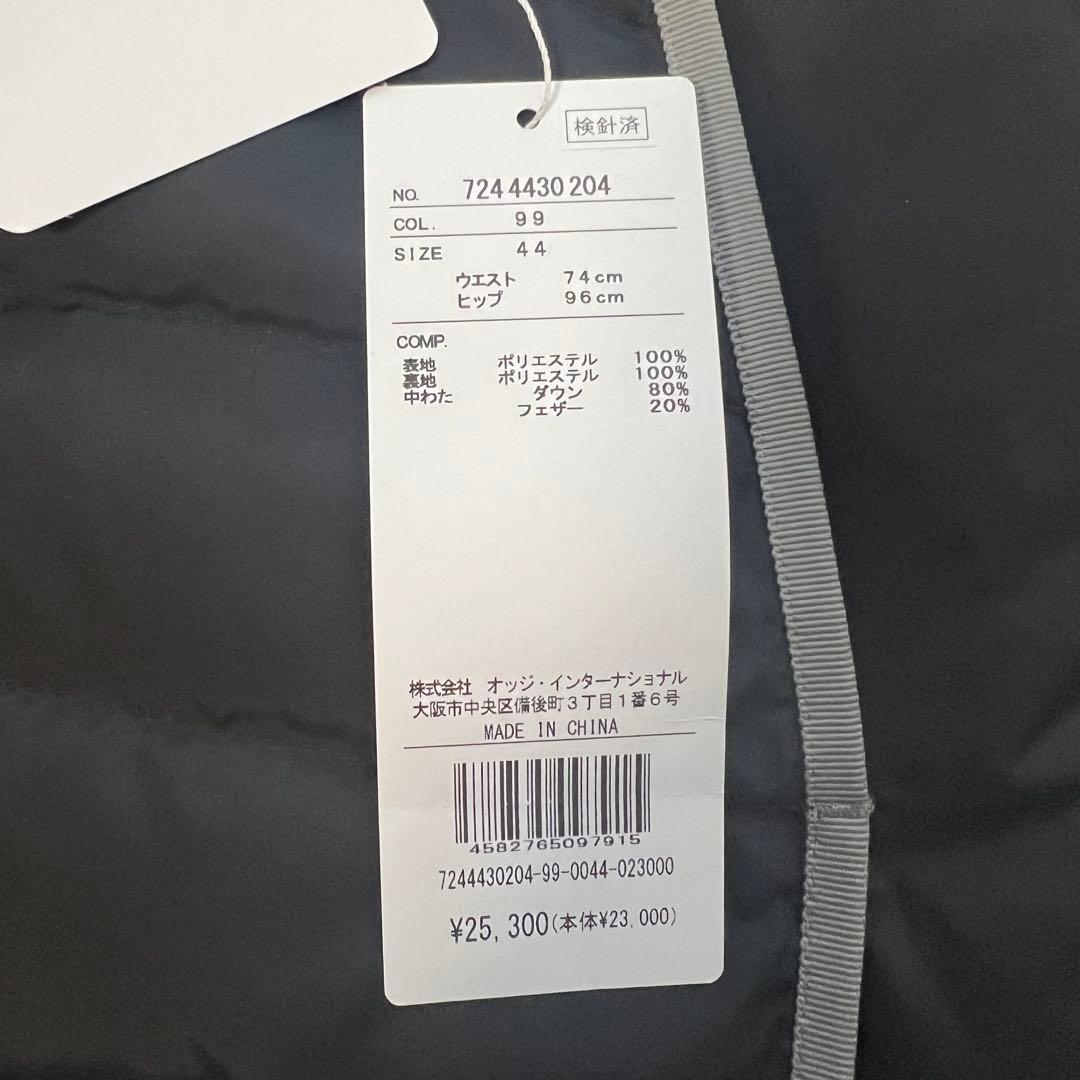 検針済
NO. 7244430204
COL. 99
SIZE 44
ウエスト 74cm
ヒップ 96cm
COMP.
表地 ポリエステル 100%
裏地 ポリエステル 100%
中わた ダウン 80%
フェザー 20%
株式会社 オッジ・インターナショナル
大阪市中央区備後町3丁目1番6号
MADE IN CHINA
4582765097915
7244430204-99-0044-023000
¥25,300(本体¥23,000)